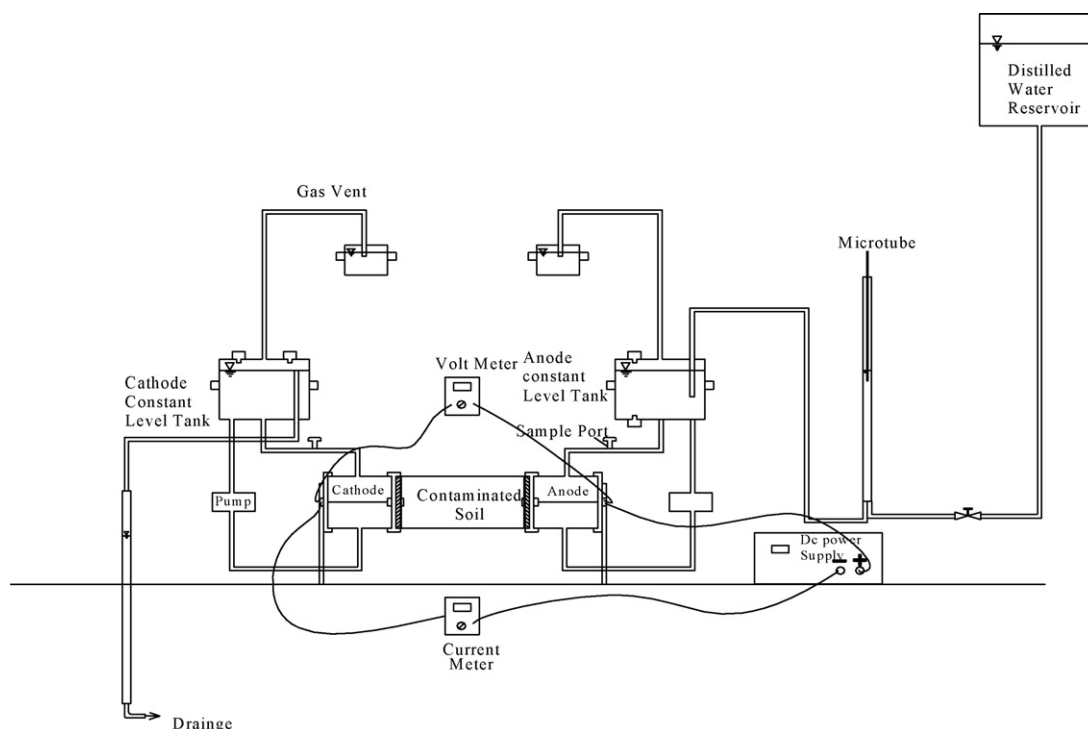 Distilled
Water
Reservoir
Gas Vent
Microtube
Volt Meter
Anode
constant
Level Tank
Cathode
Constant
Level Tank
Sample Port
Cathode
Contaminated
Soil
Anode
Pump
Dc power
Supply
- +
Current
Meter
Drainge